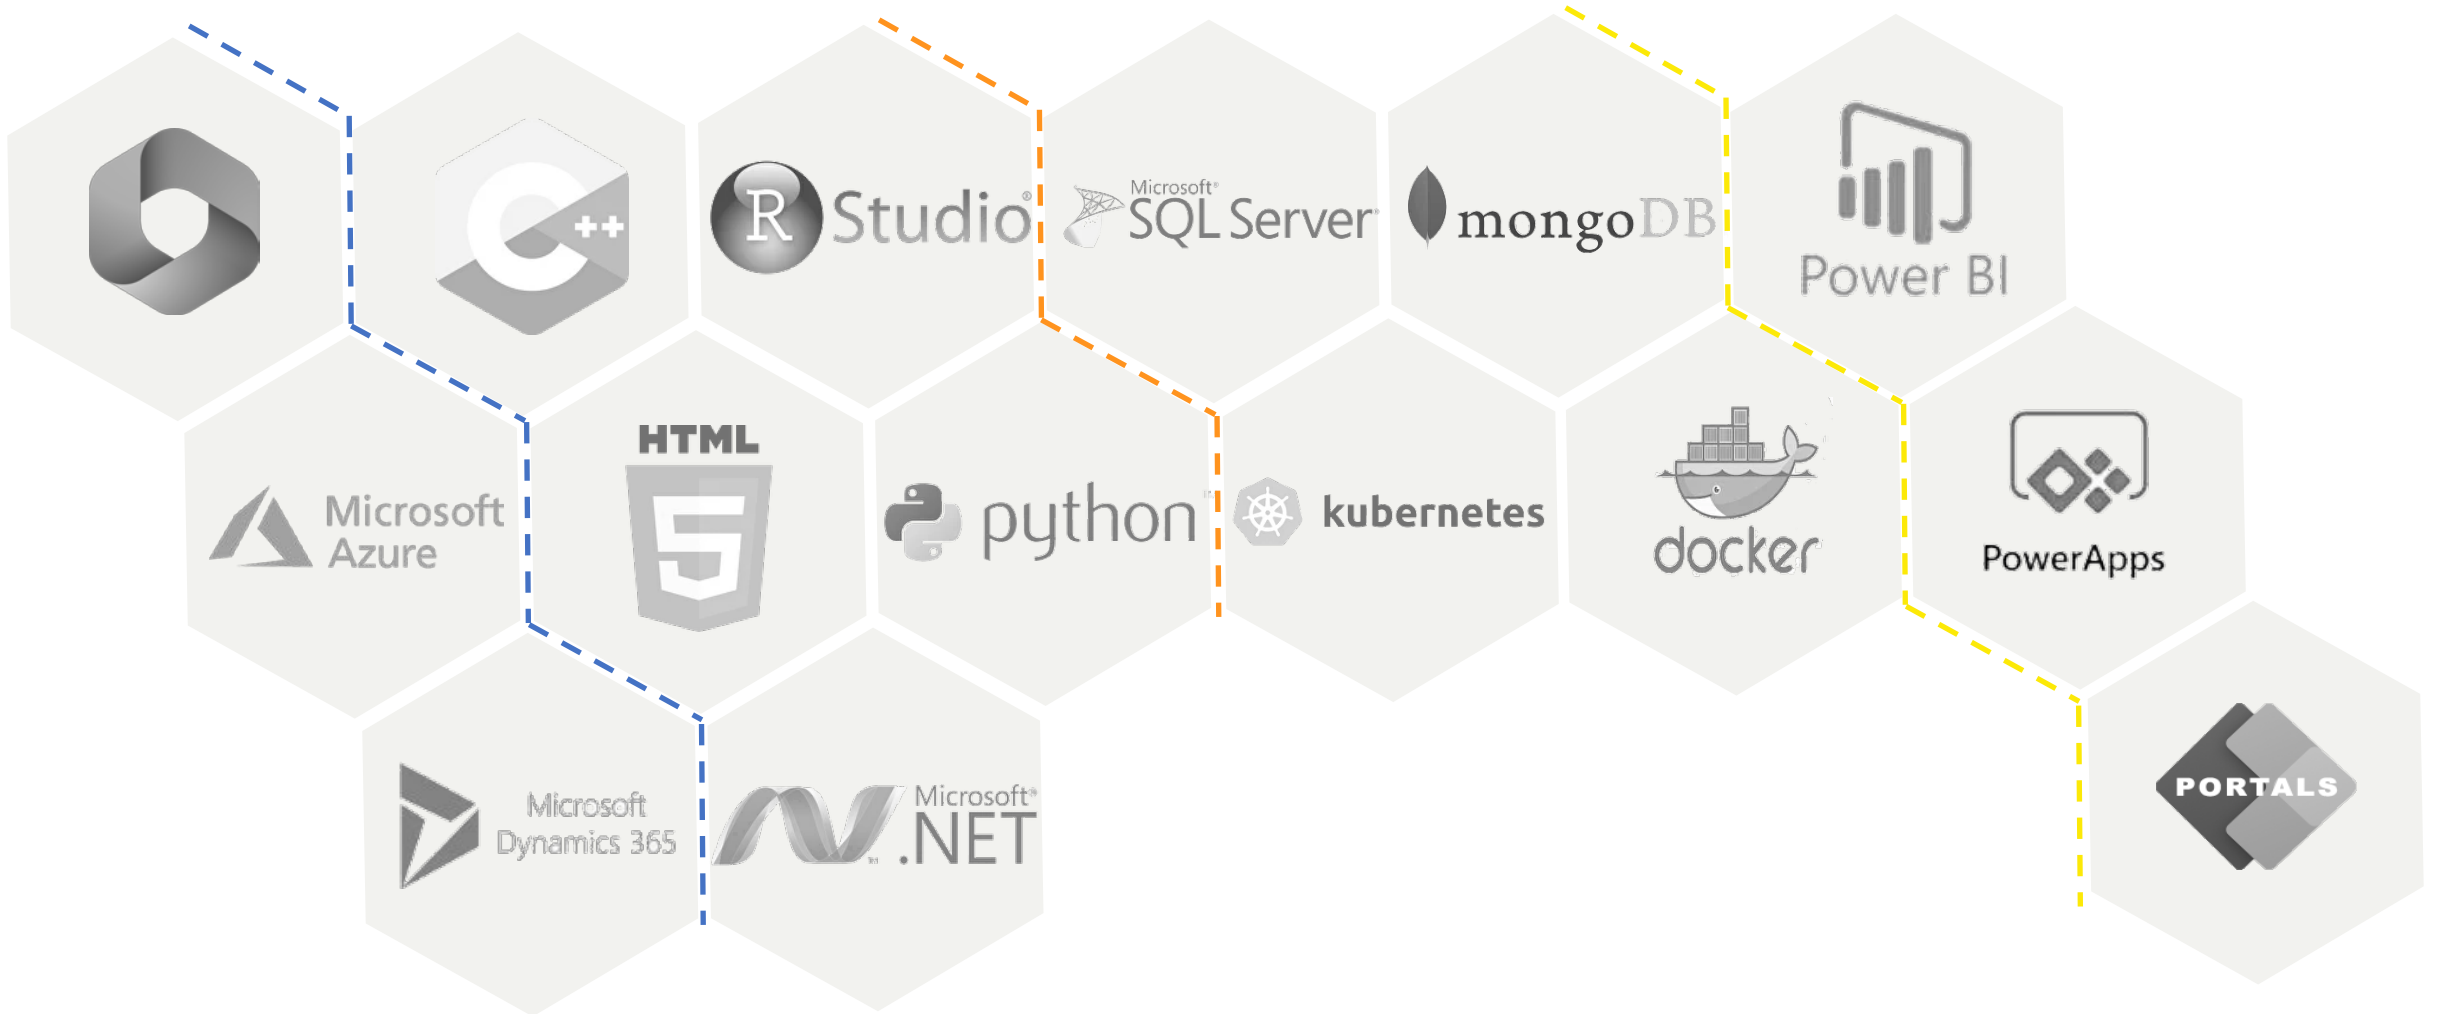 C ++
R Studio®
Microsoft®
SQL Server
mongoDB
Power BI
Microsoft
Azure
HTML
5
python
kubernetes
docker
PowerApps
Microsoft
Dynamics 365
Microsoft®
.NET
™
PORTALS